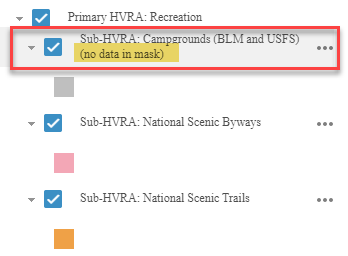 Primary HVRA: Recreation
Sub-HVRA: Campgrounds (BLM and USFS)
(no data in mask)
Sub-HVRA: National Scenic Byways
Sub-HVRA: National Scenic Trails